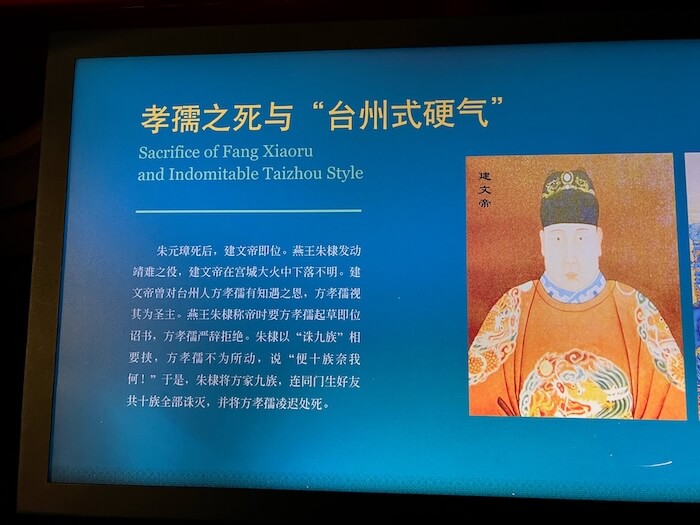 孝孺之死与“台州式硬气”
Sacrifice of Fang Xiaoru
and Indomitable Taizhou Style
朱元璋死后，建文帝即位。燕王朱棣发动
靖难之役，建文帝在宫城大火中下落不明。建
文帝曾对台州人方孝孺有知遇之恩，方孝孺视
其为圣主。燕王朱棣称帝时要方孝孺起草即位
诏书，方孝孺严辞拒绝。朱棣以“诛九族”相
要挟，方孝孺不为所动，说“便十族奈我
何！”于是，朱棣将方家九族，连同门生好友
共十族全部诛灭，并将方孝孺凌迟处死。
建文帝